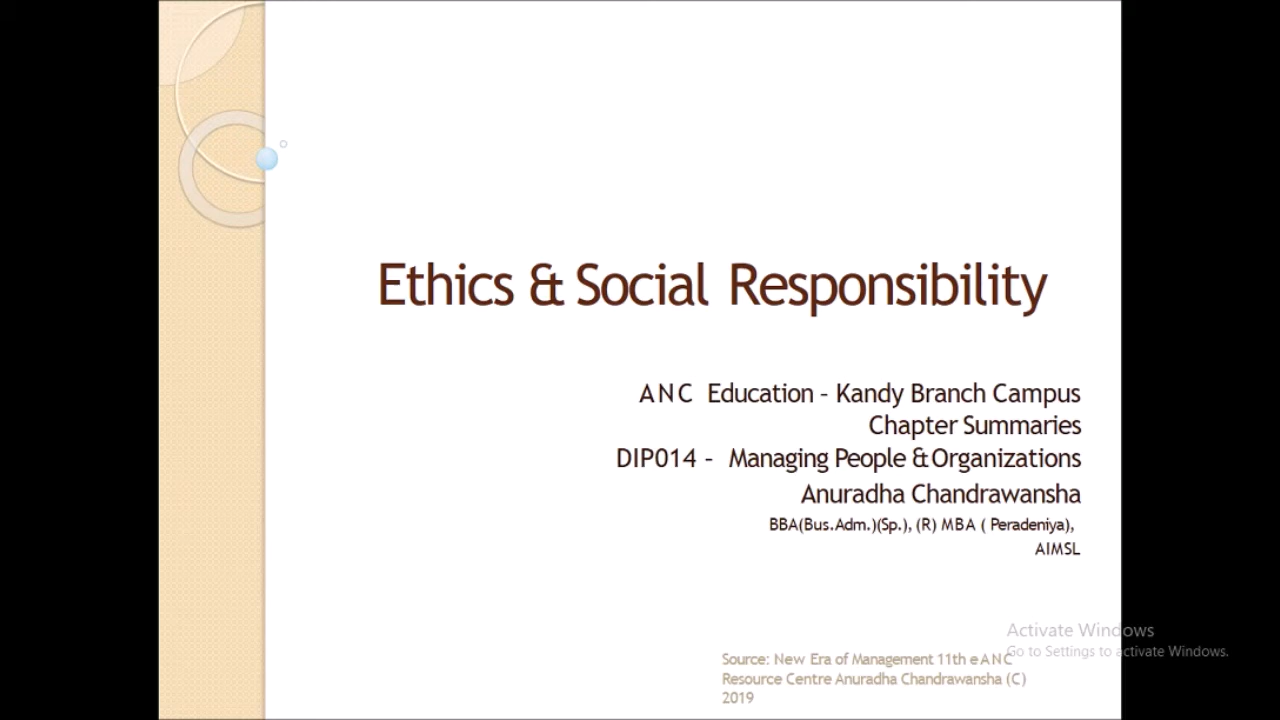 Ethics & Social Responsibility
ANC Education – Kandy Branch Campus
Chapter Summaries
DIP014 – Managing People & Organizations
Anuradha Chandrawansha
BBA(Bus.Adm.)(Sp.), (R) MBA ( Peradeniya),
AIMSL
Activate Windows
Go to Settings to activate Windows.
Source: New Era of Management 11th e ANC
Resource Centre Anuradha Chandrawansha (C)
2019